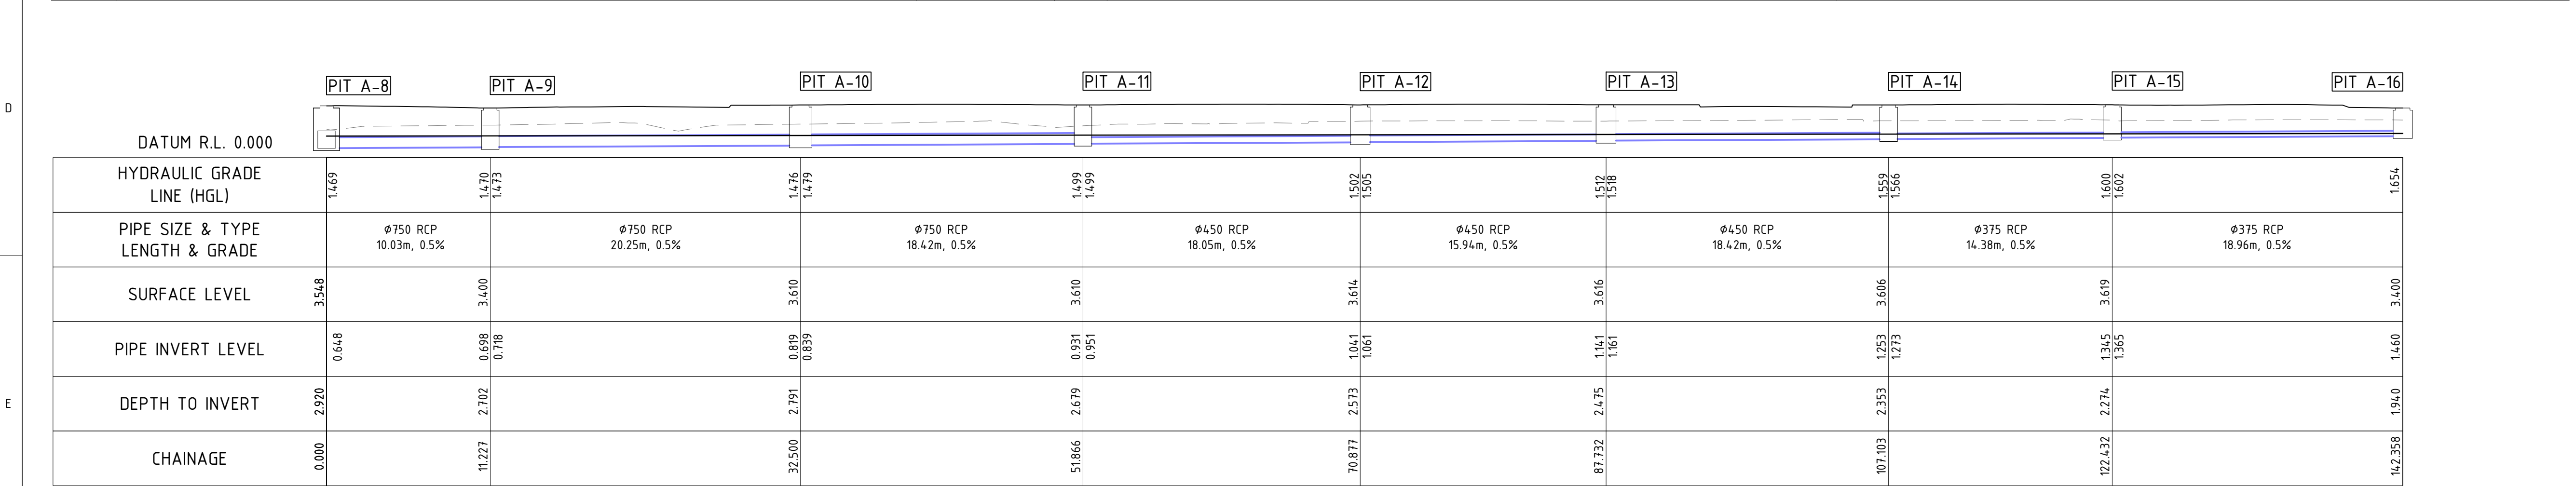 PIT A-8 PIT A-9 PIT A-10 PIT A-11 PIT A-12 PIT A-13 PIT A-14 PIT A-15 PIT A-16
D
DATUM R.L. 0.000
HYDRAULIC GRADE
LINE (HGL)
1.469 1.470 1.473 1.476 1.479 1.499 1.499 1.502 1.505 1.512 1.518 1.559 1.566 1.600 1.602 1.654
PIPE SIZE & TYPE
LENGTH & GRADE
Ø750 RCP Ø750 RCP Ø750 RCP Ø450 RCP Ø450 RCP Ø450 RCP Ø375 RCP Ø375 RCP
10.03m, 0.5% 20.25m, 0.5% 18.42m, 0.5% 18.05m, 0.5% 15.94m, 0.5% 18.42m, 0.5% 14.38m, 0.5% 18.96m, 0.5%
SURFACE LEVEL 3.548 3.400 3.610 3.610 3.614 3.616 3.606 3.619 3.400
PIPE INVERT LEVEL 0.648 0.698 0.718 0.819 0.839 0.931 0.951 1.041 1.061 1.141 1.161 1.253 1.273 1.345 1.365 1.460
E
DEPTH TO INVERT 2.920 2.702 2.791 2.679 2.573 2.475 2.353 2.274 1.940
CHAINAGE 0.000 11.227 32.500 51.866 70.877 87.732 107.103 122.432 142.358